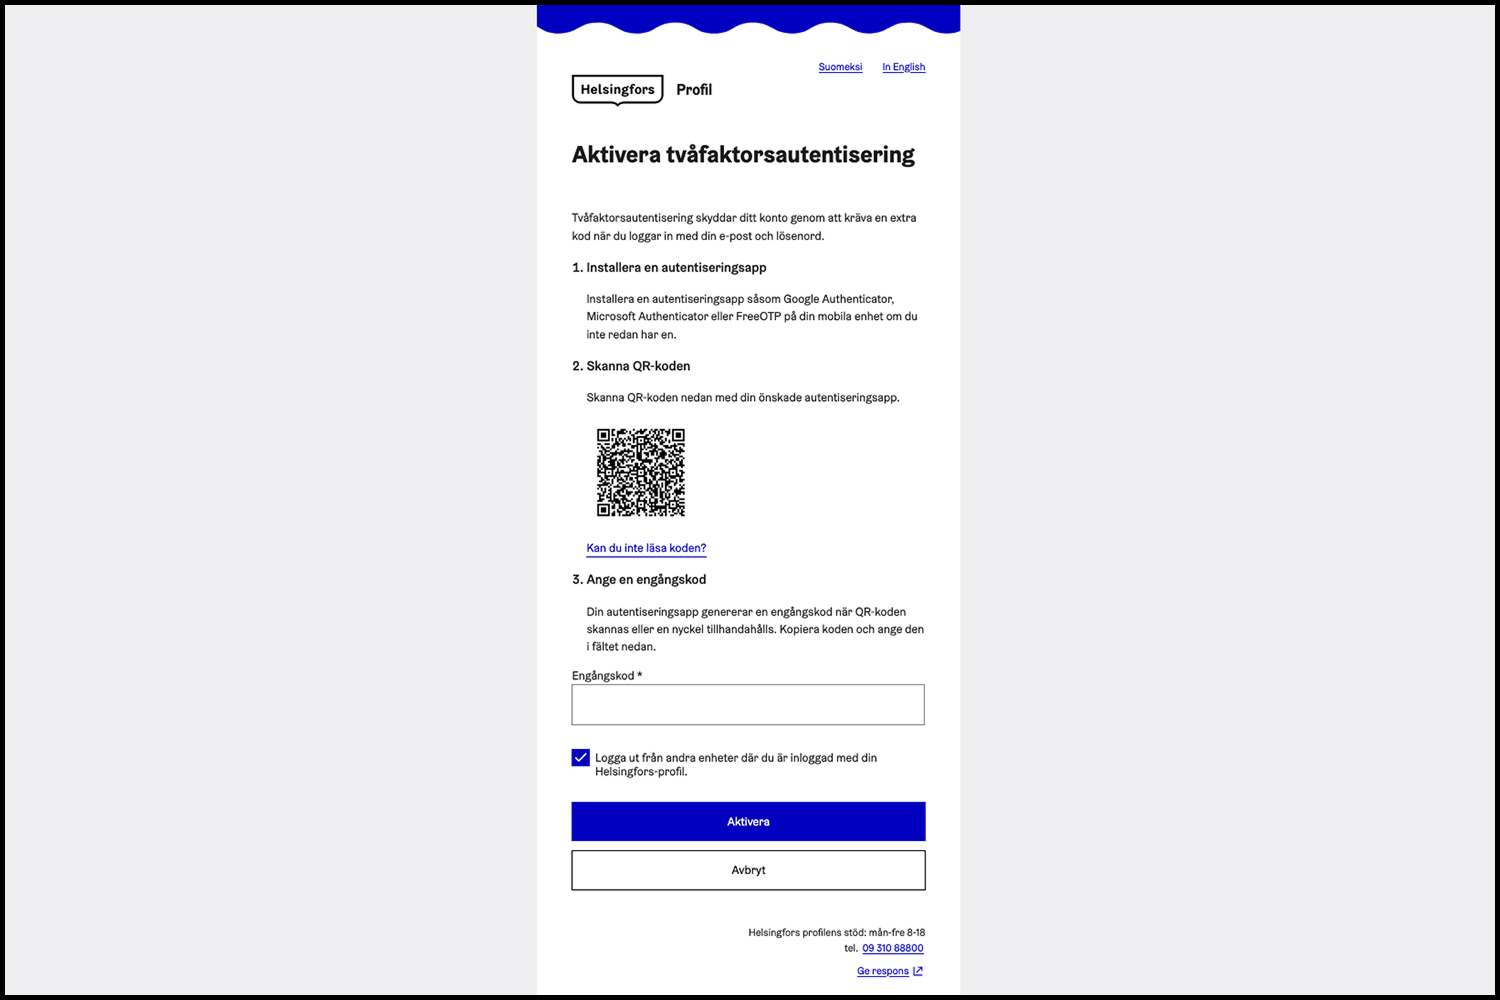 Suomeksi In English
Helsingfors Profil
Aktivera tvåfaktorsautentisering
Tvåfaktorsautentisering skyddar ditt konto genom att kräva en extra
kod när du loggar in med din e-post och lösenord.
1. Installera en autentiseringsapp
Installera en autentiseringsapp såsom Google Authenticator,
Microsoft Authenticator eller FreeOTP på din mobila enhet om du
inte redan har en.
2. Skanna QR-koden
Skanna QR-koden nedan med din önskade autentiseringsapp.
Kan du inte läsa koden?
3. Ange en engångskod
Din autentiseringsapp genererar en engångskod när QR-koden
skannas eller en nyckel tillhandahålls. Kopiera koden och ange den
i fältet nedan.
Engångskod *
Logga ut från andra enheter där du är inloggad med din
Helsingfors-profil.
Aktivera
Avbryt
Helsingfors profilens stöd: mån-fre 8-18
tel. 09 310 88800
Ge respons